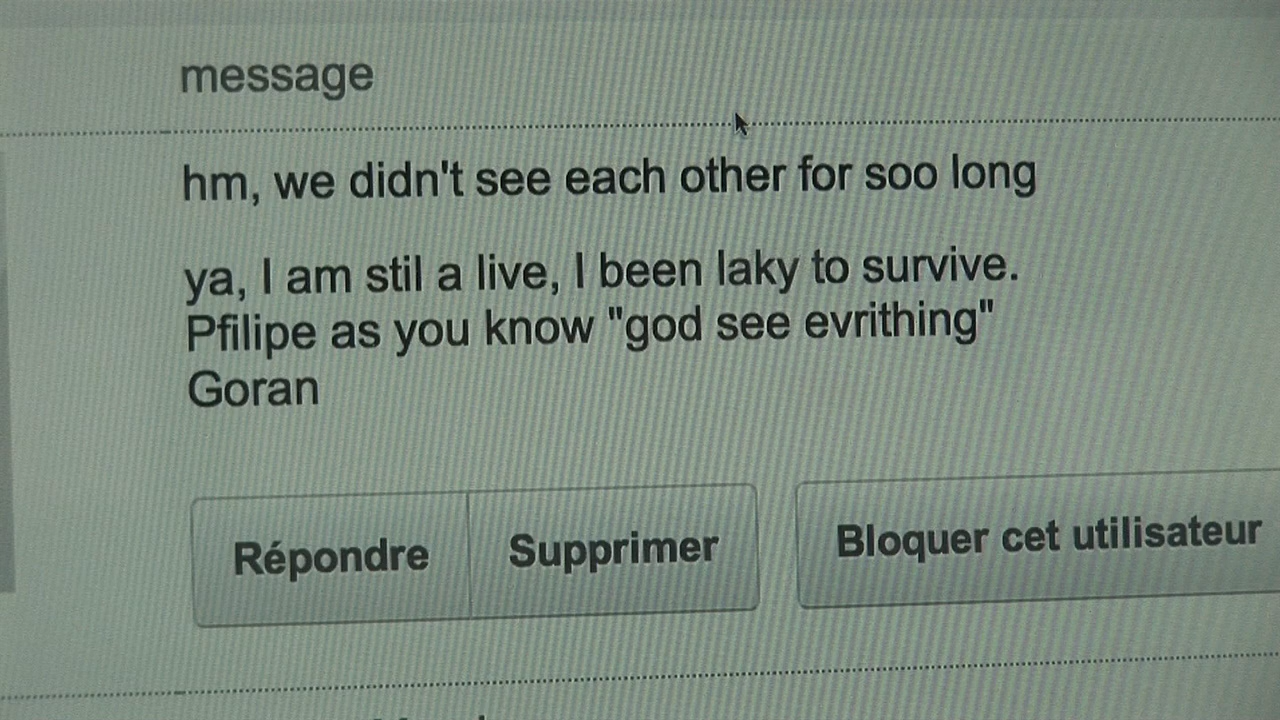 message
hm, we didn't see each other for soo long
ya, I am stil a live, I been laky to survive.
Pfilipe as you know "god see evrithing"
Goran
Répondre
Supprimer
Bloquer cet utilisateur